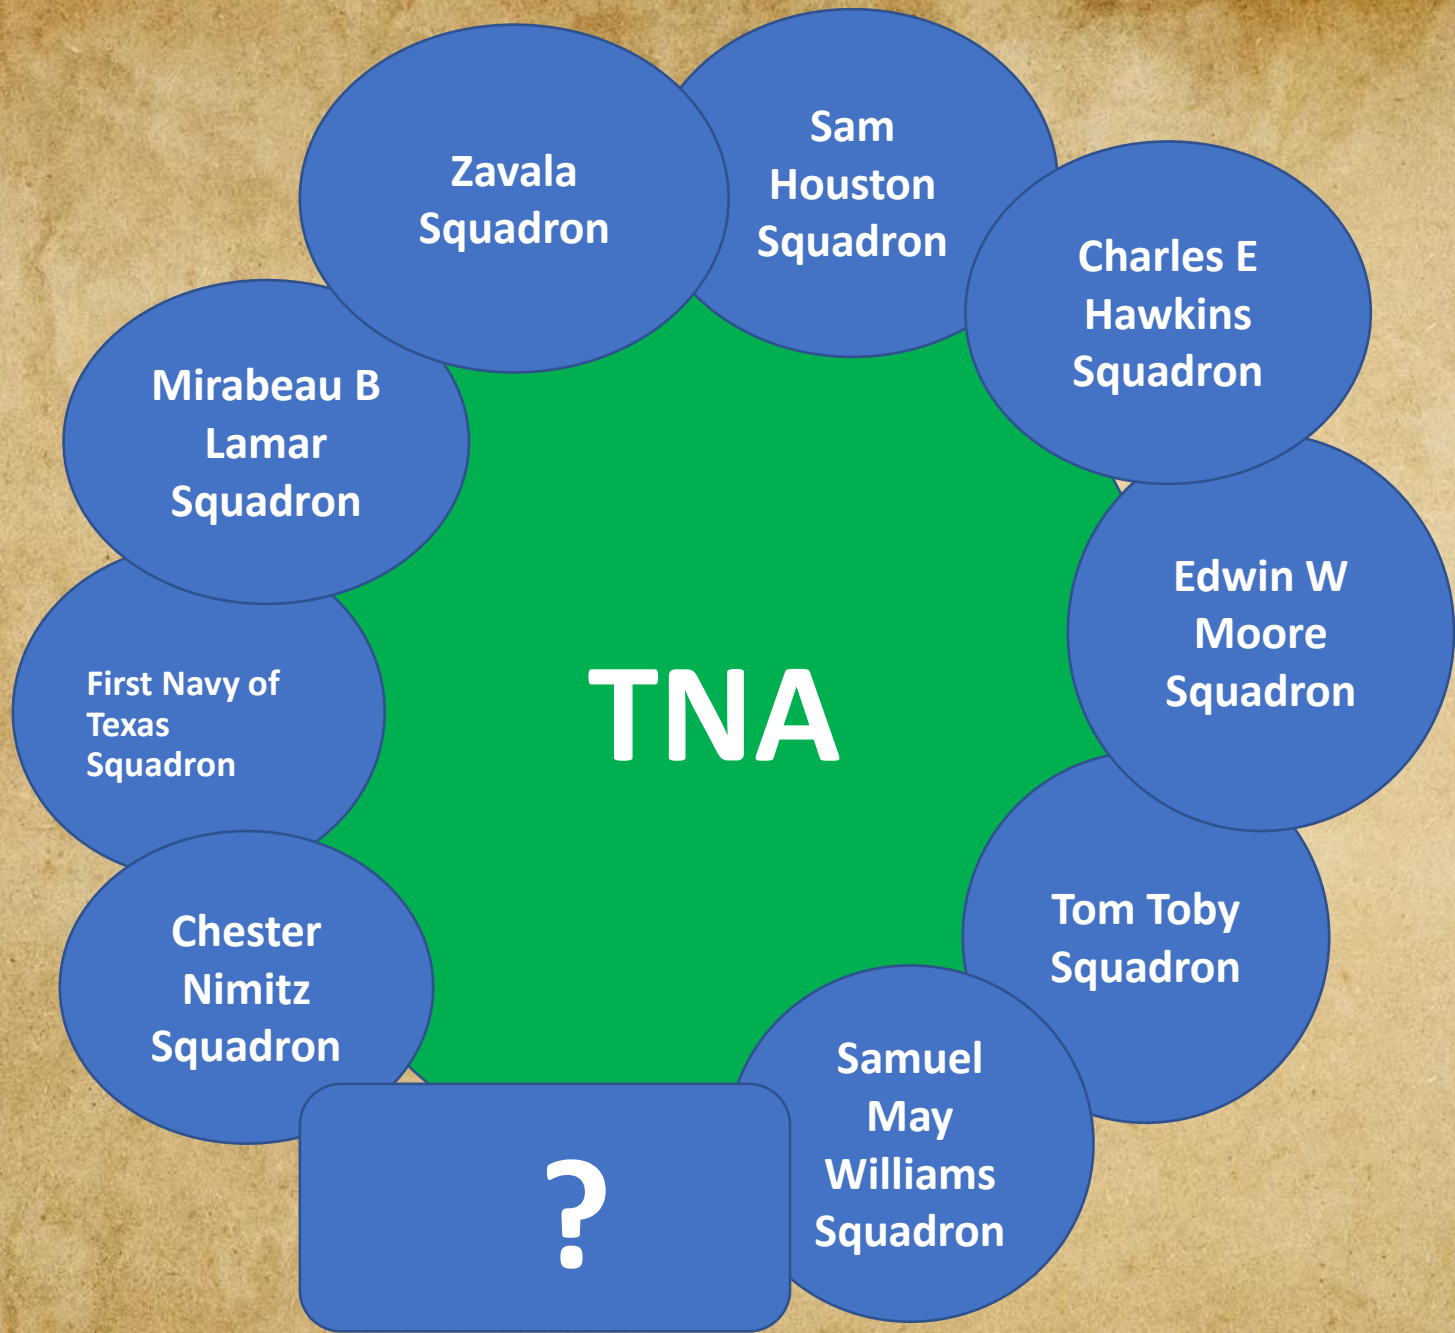 Zavala
Squadron
Sam
Houston
Squadron
Charles E
Hawkins
Squadron
Mirabeau B
Lamar
Squadron
Edwin W
Moore
Squadron
First Navy of
Texas
Squadron
TNA
Tom Toby
Squadron
Chester
Nimitz
Squadron
Samuel
May
Williams
Squadron
?